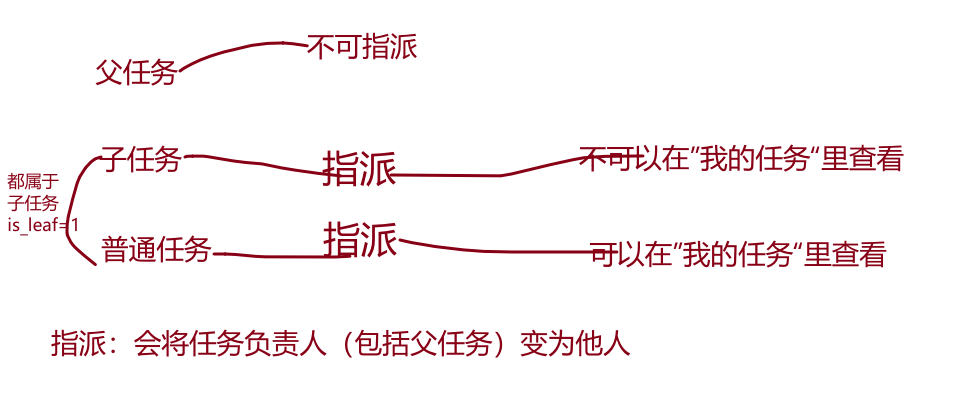 父任务
不可指派
子任务
指派
不可以在”我的任务“里查看
都属于
子任务
is_leaf=1
普通任务
指派
可以在”我的任务“里查看
指派：会将任务负责人（包括父任务）变为他人